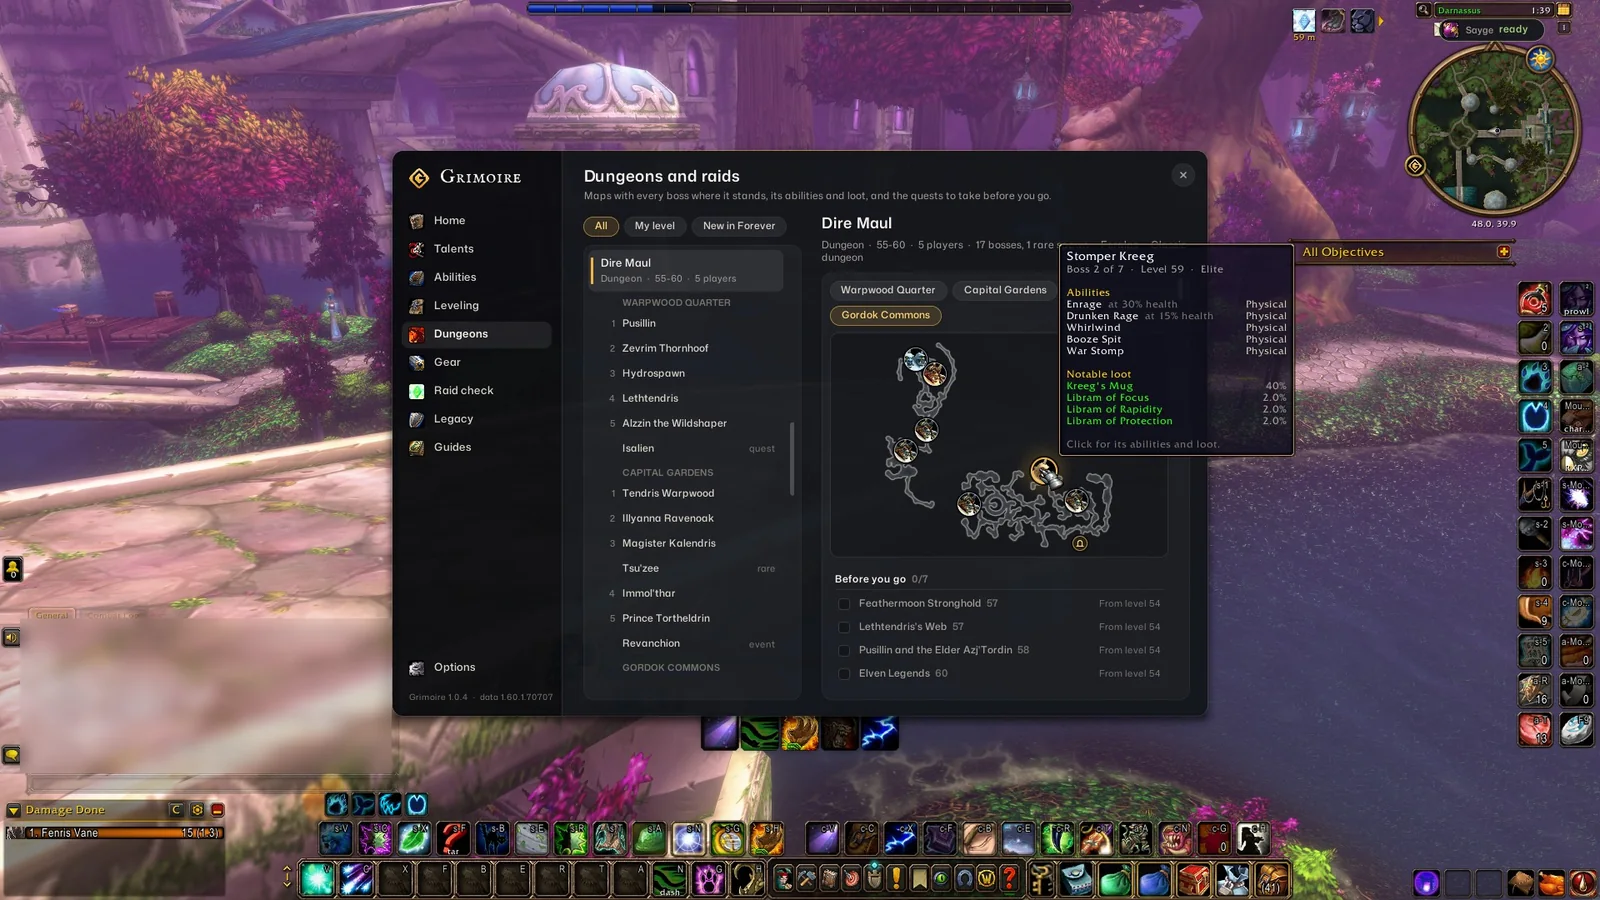 Darnassus
1:39
59 m
Sayge ready
48.0, 39.9
All Objectives
GRIMOIRE
Home
Talents
Abilities
Leveling
Dungeons
Gear
Raid check
Legacy
Guides
Options
Grimoire 1.0.4 · data 1.60.1.70707
Dungeons and raids
Maps with every boss where it stands, its abilities and loot, and the quests to take before you go.
All
My level
New in Forever
Dire Maul
Dungeon · 55-60 · 5 players
WARPWOOD QUARTER
1 Pusillin
2 Zevrim Thornhoof
3 Hydrospawn
4 Lethtendris
5 Alzzin the Wildshaper
Isalien quest
CAPITAL GARDENS
1 Tendris Warpwood
2 Illyanna Ravenoak
3 Magister Kalendris
Tsu'zee rare
4 Immol'thar
5 Prince Tortheldrin
Revanchion event
GORDOK COMMONS
Dire Maul
Dungeon · 55-60 · 5 players · 17 bosses, 1 rare
dungeon
Warpwood Quarter
Capital Gardens
Gordok Commons
Stomper Kreeg
Boss 2 of 7 · Level 59 · Elite
Abilities
Enrage at 30% health Physical
Drunken Rage at 15% health Physical
Whirlwind Physical
Booze Spit Physical
War Stomp Physical
Notable loot
Kreeg's Mug 40%
Libram of Focus 2.0%
Libram of Rapidity 2.0%
Libram of Protection 2.0%
Click for its abilities and loot.
Before you go 0/7
Feathermoon Stronghold 57 From level 54
Lethtendris's Web 57 From level 54
Pusillin and the Elder Azj'Tordin 58 From level 54
Elven Legends 60 From level 54
General
Damage Done
C
1. Fenris Vane 15 (1.3)
prowl
char
s-V
s-C
s-X
s-F
tar
s-B
s-E
s-R
s-A
s-N
s-G
s-H
c-V
c-C
c-X
c-F
c-B
c-E
c-R
c-N
c-G
X
F
B
E
R
T
A
N
dash
G
H
(41)